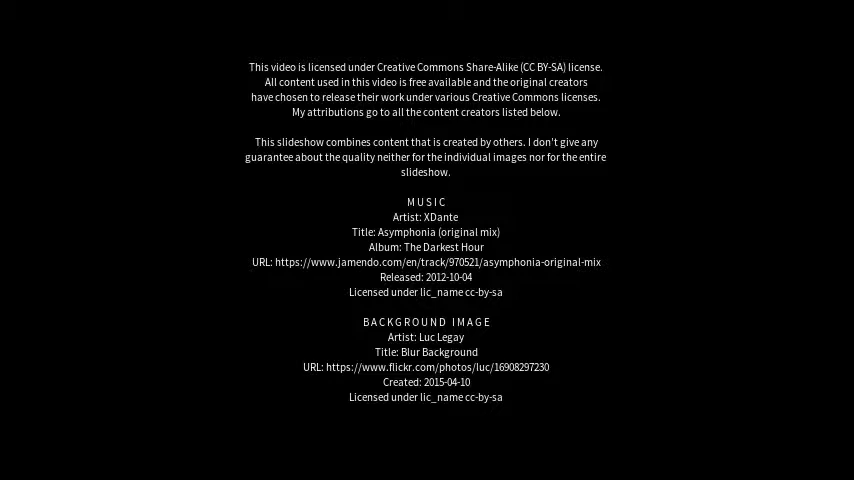 This video is licensed under Creative Commons Share-Alike (CC BY-SA) license.
All content used in this video is free available and the original creators
have chosen to release their work under various Creative Commons licenses.
My attributions go to all the content creators listed below.
This slideshow combines content that is created by others. I don't give any
guarantee about the quality neither for the individual images nor for the entire
slideshow.
MUSIC
Artist: XDante
Title: Asymphonia (original mix)
Album: The Darkest Hour
URL: https://www.jamendo.com/en/track/970521/asymphonia-original-mix
Released: 2012-10-04
Licensed under lic_name cc-by-sa
BACKGROUND IMAGE
Artist: Luc Legay
Title: Blur Background
URL: https://www.flickr.com/photos/luc/16908297230
Created: 2015-04-10
Licensed under lic_name cc-by-sa